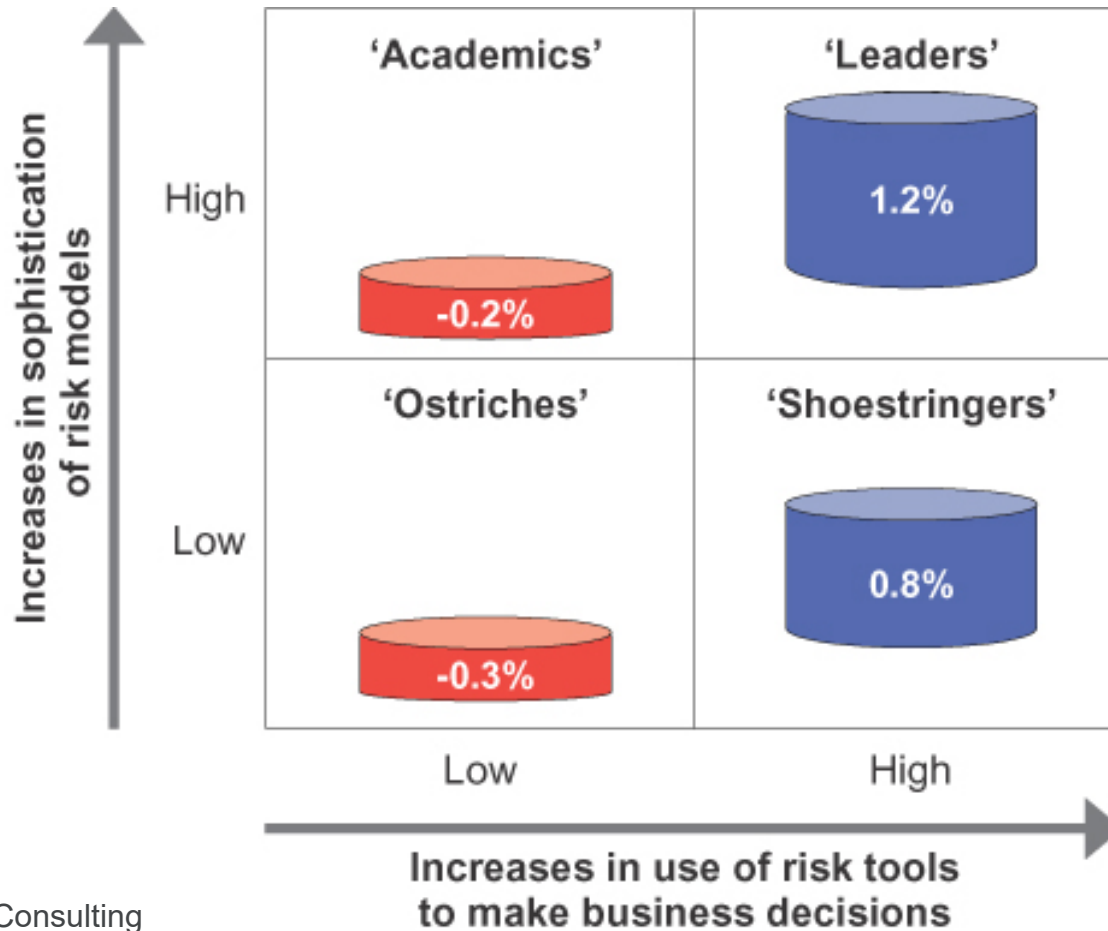 ‘Academics’
‘Leaders’
High
1.2%
-0.2%
Increases in sophistication
of risk models
‘Ostriches’
‘Shoestringers’
Low
0.8%
-0.3%
Low
High
Increases in use of risk tools
to make business decisions
Consulting